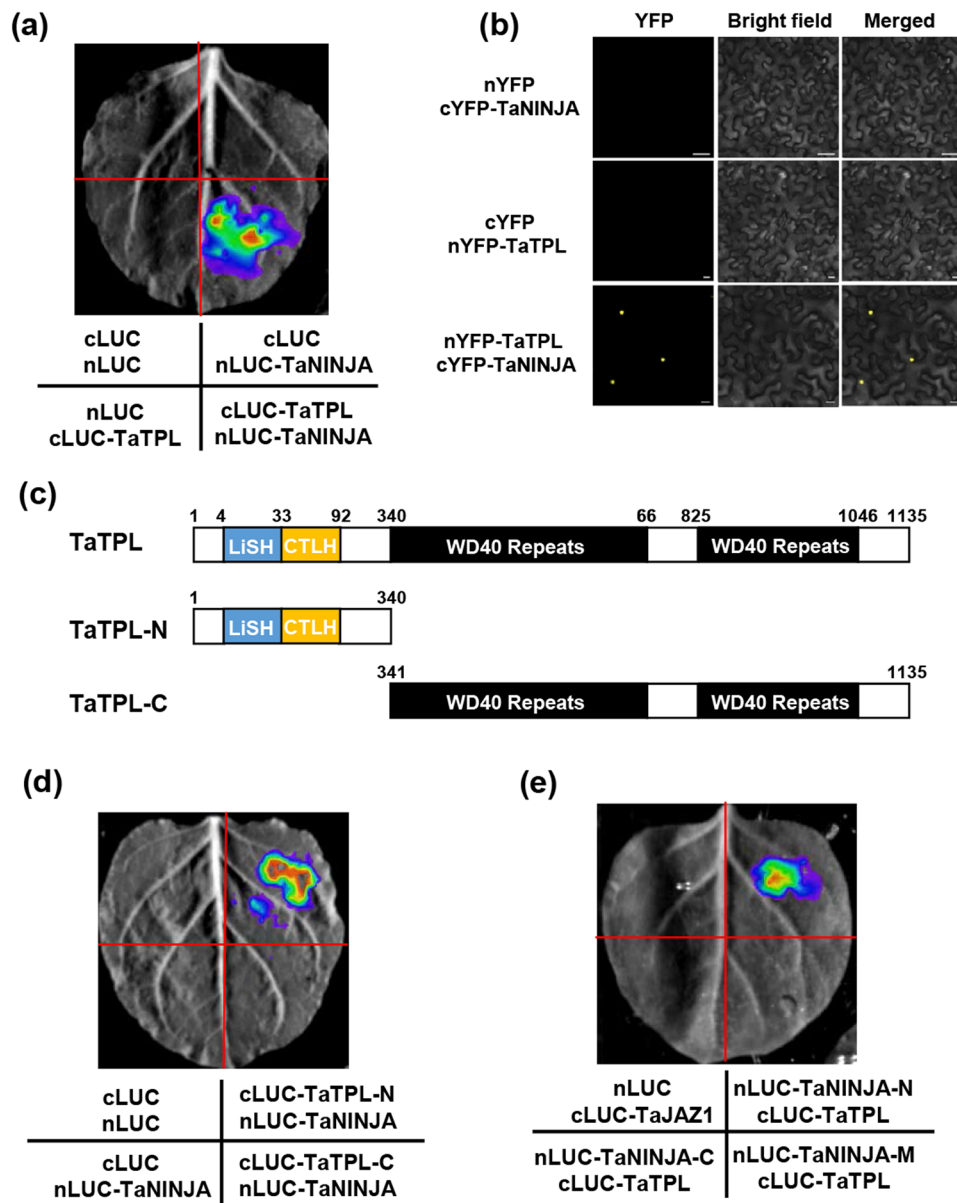 (a)
cLUC
nLUC
cLUC
nLUC-TaNINJA
nLUC
cLUC-TaTPL
cLUC-TaTPL
nLUC-TaNINJA
(b)
YFP Bright field Merged
nYFP
cYFP-TaNINJA
cYFP
nYFP-TaTPL
nYFP-TaTPL
cYFP-TaNINJA
(c)
1 4 33 92 340 66 825 1046 1135
TaTPL LiSH CTLH WD40 Repeats WD40 Repeats
1 340
TaTPL-N LiSH CTLH
341 1135
TaTPL-C WD40 Repeats WD40 Repeats
(d)
cLUC
nLUC
cLUC-TaTPL-N
nLUC-TaNINJA
cLUC
nLUC-TaNINJA
cLUC-TaTPL-C
nLUC-TaNINJA
(e)
nLUC
cLUC-TaJAZ1
nLUC-TaNINJA-N
cLUC-TaTPL
nLUC-TaNINJA-C
cLUC-TaTPL
nLUC-TaNINJA-M
cLUC-TaTPL